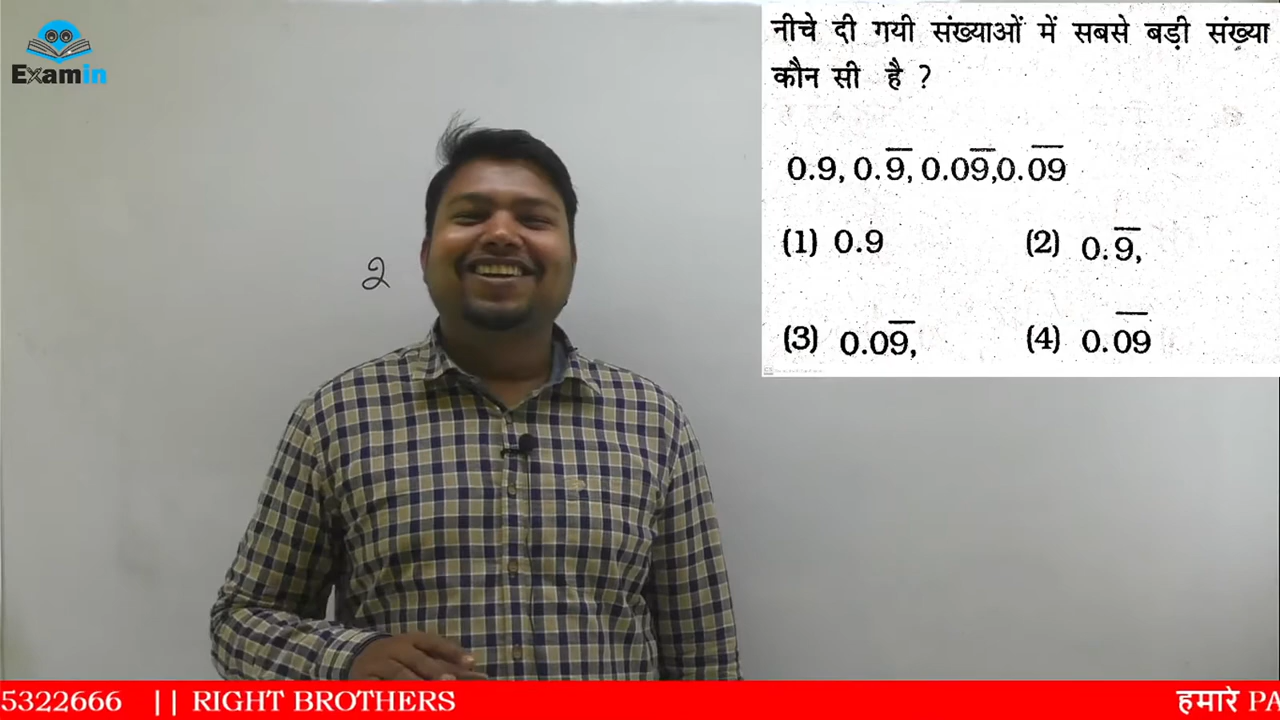 Examin
नीचे दी गयी संख्याओं में सबसे बड़ी संख्या
कौन सी है ?
0.9, 0.9̅, 0.09̅,0.0̅9̅
(1) 0.9
(2) 0.9̅,
(3) 0.09̅,
(4) 0.0̅9̅
2
5322666 || RIGHT BROTHERS
हमारे PA